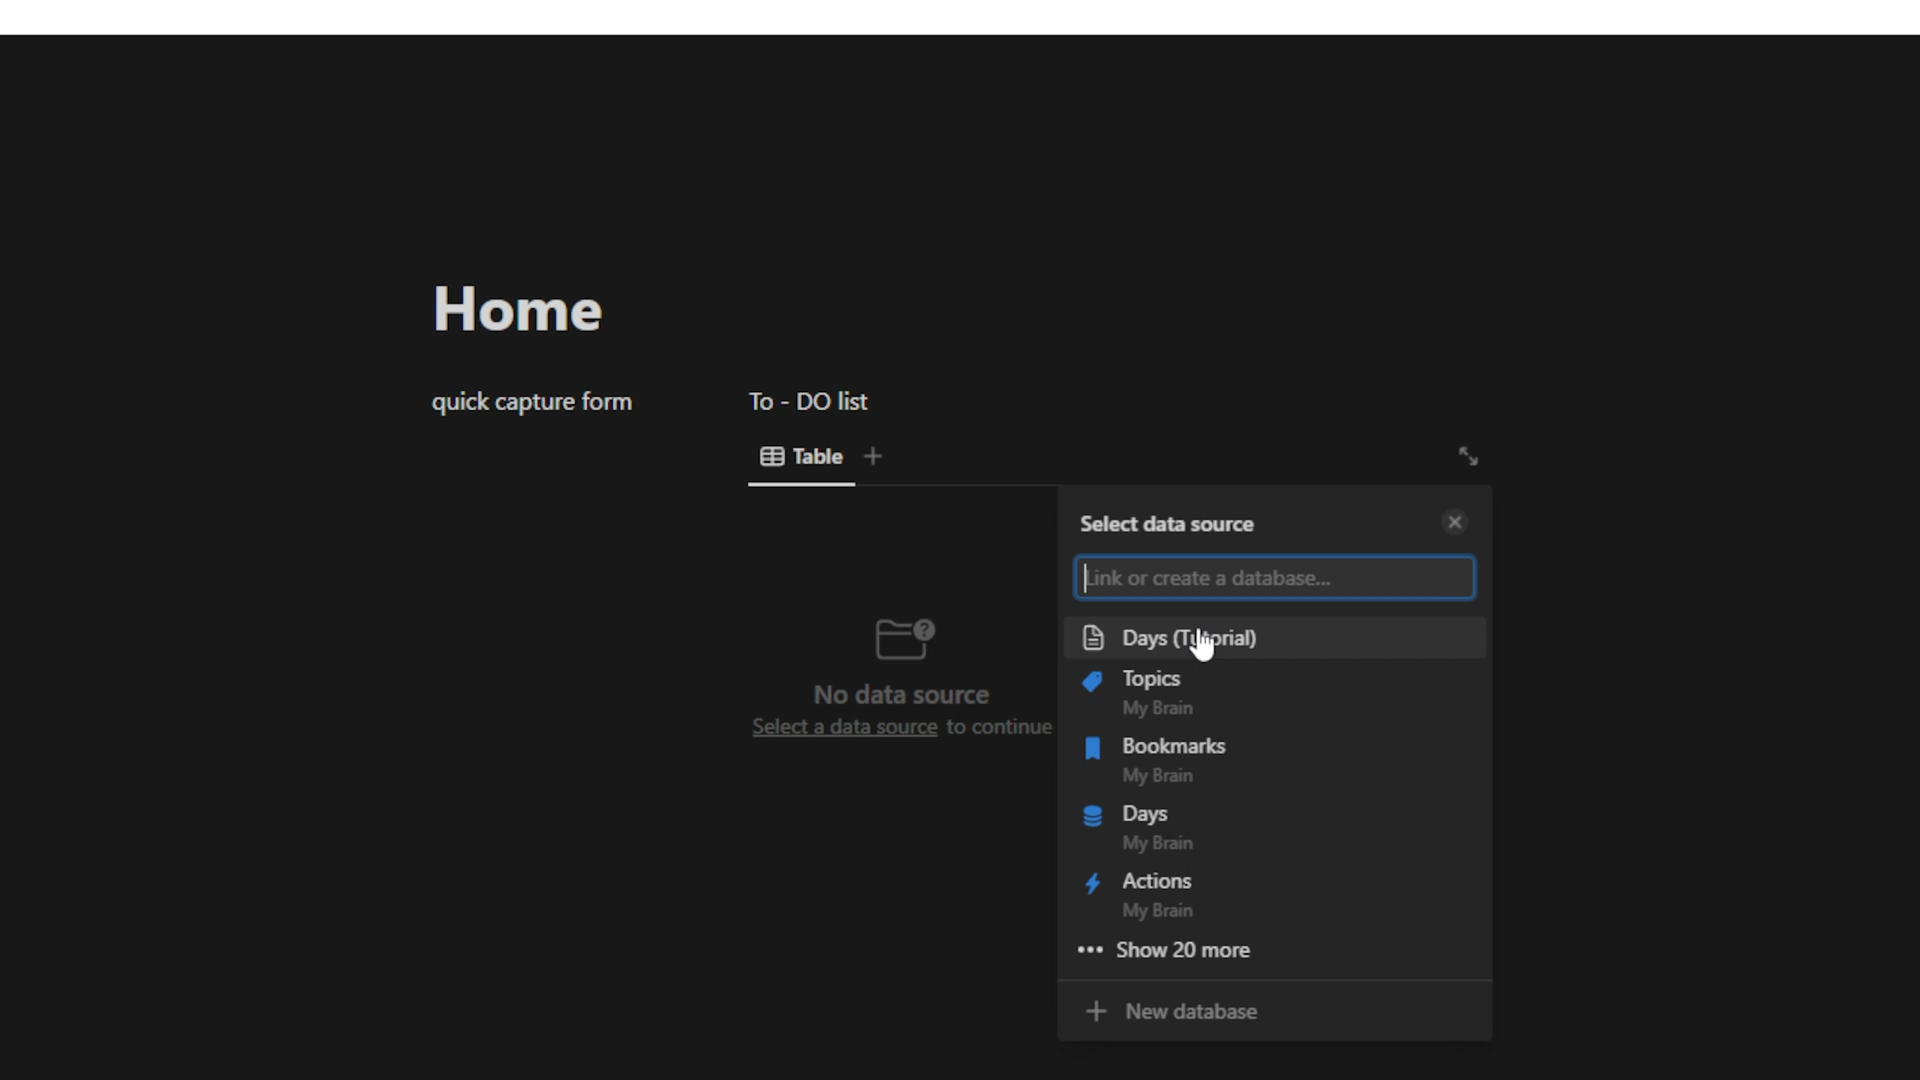 Home
quick capture form
To - DO list
Table
Select data source
Link or create a database...
Days (Tutorial)
Topics
My Brain
Bookmarks
My Brain
Days
My Brain
Actions
My Brain
Show 20 more
New database
No data source
Select a data source to continue